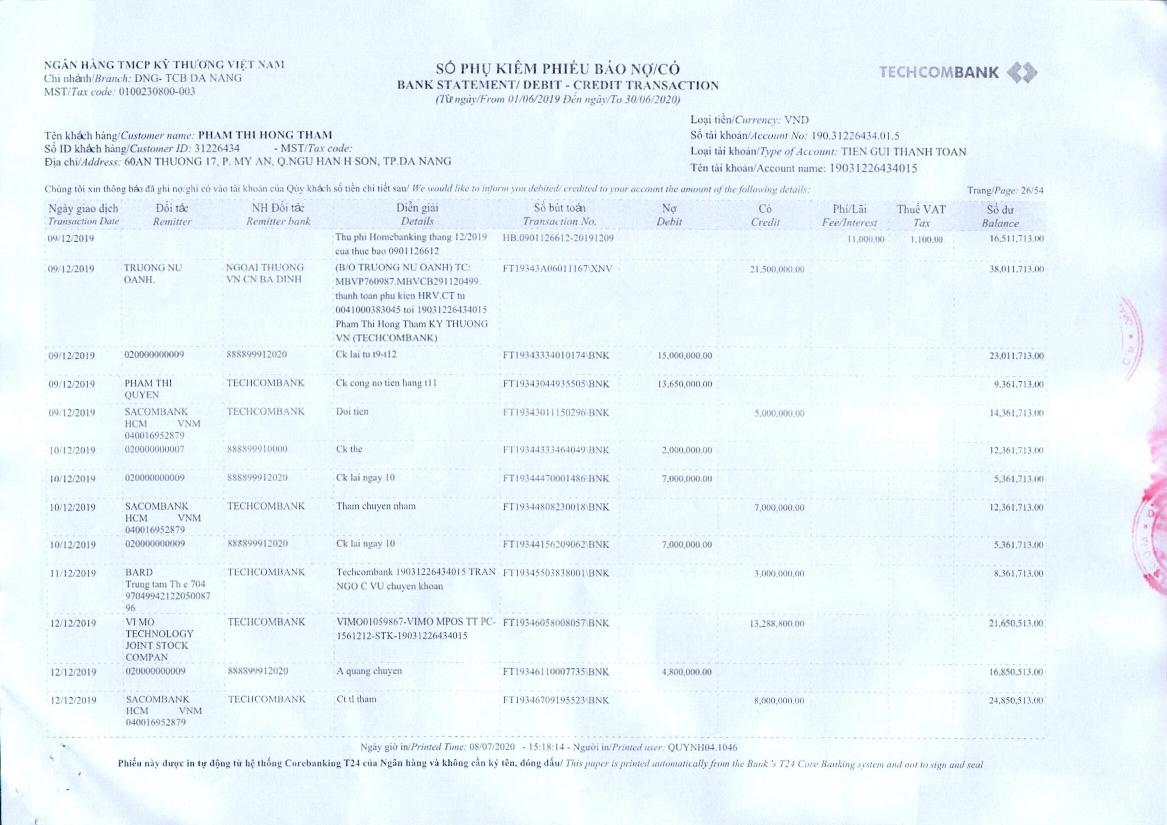 NGÂN HÀNG TMCP KỸ THƯƠNG VIỆT NAM
Chi nhánh/Branch: DNG- TCB DA NANG
MST/Tax code: 0100230800-003
SỔ PHỤ KIÊM PHIẾU BÁO NỢ/CÓ
BANK STATEMENT/ DEBIT - CREDIT TRANSACTION
(Từ ngày/From 01/06/2019 Đến ngày/To 30/06/2020)
TECHCOMBANK
Loại tiền/Currency: VND
Tên khách hàng/Customer name: PHAM THI HONG THAM
Số tài khoản/Account No: 190.31226434.01.5
Số ID khách hàng/Customer ID: 31226434 - MST/Tax code:
Loại tài khoản/Type of Account: TIEN GUI THANH TOAN
Địa chỉ/Address: 60AN THUONG 17, P. MY AN, Q.NGU HAN H SON, TP.DA NANG
Tên tài khoản/Account name: 19031226434015
Chúng tôi xin thông báo đã ghi nợ/ghi có vào tài khoản của Qúy khách số tiền chi tiết sau/ We would like to inform you debited/ credited to your account the amount of the following details:
Trang/Page: 26/54
Ngày giao dịch Đối tác NH Đối tác Diễn giải Số bút toán Nợ Có Phí/Lãi Thuế VAT Số dư
Transaction Date Remitter Remitter bank Details Transaction No. Debit Credit Fee/Interest Tax Balance
09/12/2019 Thu phi Homebanking thang 12/2019 HB.0901126612-20191209 11,000.00 1,100.00 16,511,713.00
cua thue bao 0901126612
09/12/2019 TRUONG NU NGOAI THUONG (B/O TRUONG NU OANH) TC: FT19343A06011167\XNV 21,500,000.00 38,011,713.00
OANH. VN CN BA DINH MBVP760987.MBVCB291120499.
thanh toan phu kien HRV.CT tu
0041000383045 toi 19031226434015
Pham Thi Hong Tham KY THUONG
VN (TECHCOMBANK)
09/12/2019 020000000009 888899912020 Ck lai tu t9-t12 FT19343334010174\BNK 15,000,000.00 23,011,713.00
09/12/2019 PHAM THI TECHCOMBANK Ck cong no tien hang t11 FT19343044935505\BNK 13,650,000.00 9,361,713.00
QUYEN
09/12/2019 SACOMBANK TECHCOMBANK Doi tien FT19343011150296\BNK 5,000,000.00 14,361,713.00
HCM VNM
040016952879
10/12/2019 020000000007 888899910000 Ck the FT19344333464049\BNK 2,000,000.00 12,361,713.00
10/12/2019 020000000009 888899912020 Ck lai ngay 10 FT19344470001486\BNK 7,000,000.00 5,361,713.00
10/12/2019 SACOMBANK TECHCOMBANK Tham chuyen nham FT19344808230018\BNK 7,000,000.00 12,361,713.00
HCM VNM
040016952879
10/12/2019 020000000009 888899912020 Ck lai ngay 10 FT19344156209062\BNK 7,000,000.00 5,361,713.00
11/12/2019 BARD TECHCOMBANK Techcombank 19031226434015 TRAN FT19345503838001\BNK 3,000,000.00 8,361,713.00
Trung tam Th e 704 NGO C VU chuyen khoan
97049942122050087
96
12/12/2019 VI MO TECHCOMBANK VIMO01059867-VIMO MPOS TT PC- FT19346058008057\BNK 13,288,800.00 21,650,513.00
TECHNOLOGY 1561212-STK-19031226434015
JOINT STOCK
COMPAN
12/12/2019 020000000009 888899912020 A quang chuyen FT19346110007735\BNK 4,800,000.00 16,850,513.00
12/12/2019 SACOMBANK TECHCOMBANK Ct tl tham FT19346709195523\BNK 8,000,000.00 24,850,513.00
HCM VNM
040016952879
Ngày giờ in/Printed Time: 08/07/2020 - 15:18:14 - Người in/Printed user: QUYNH04.1046
Phiếu này được in tự động từ hệ thống Corebanking T24 của Ngân hàng và không cần ký tên, đóng dấu/ This paper is printed automatically from the Bank 's T24 Core Banking system and not to sign and seal